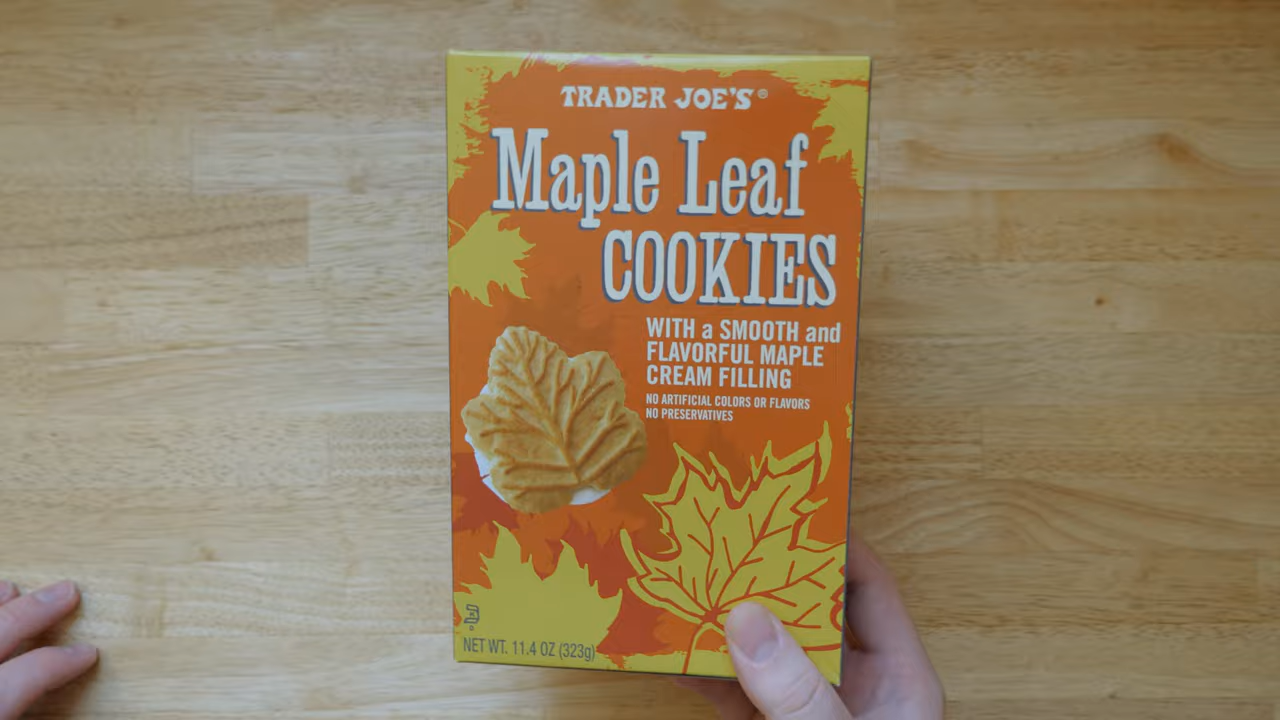 TRADER JOE'S®
Maple Leaf
COOKIES
WITH a SMOOTH and
FLAVORFUL MAPLE
CREAM FILLING
NO ARTIFICIAL COLORS OR FLAVORS
NO PRESERVATIVES
NET WT. 11.4 OZ (323g)